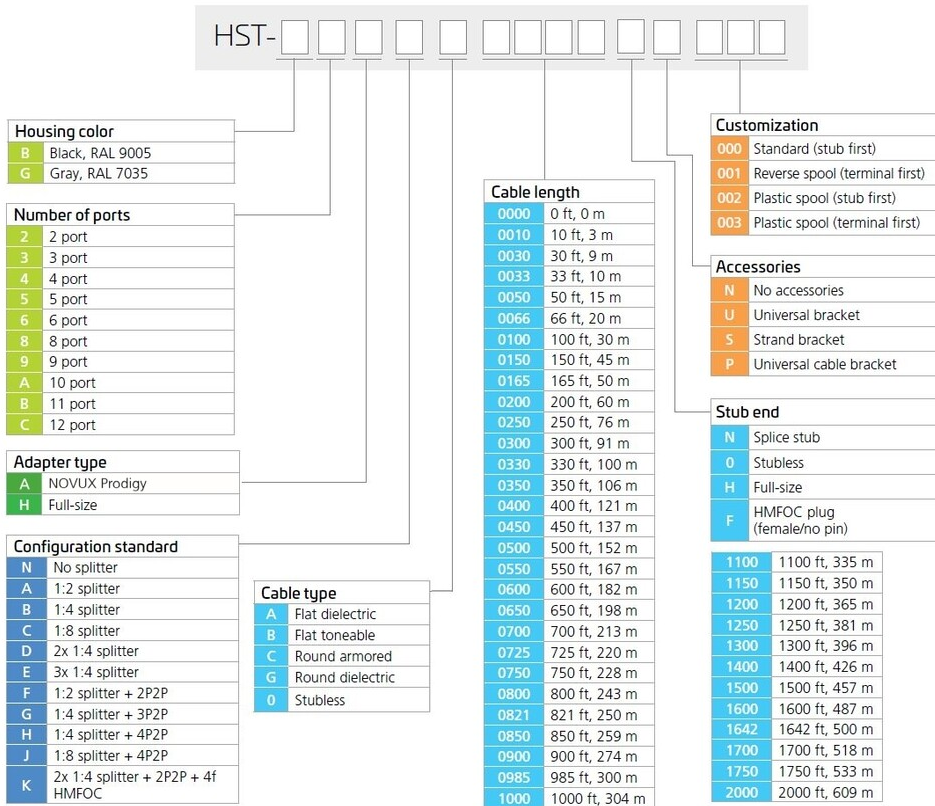 HST-
Housing color
B Black, RAL 9005
G Gray, RAL 7035
Number of ports
2 2 port
3 3 port
4 4 port
5 5 port
6 6 port
8 8 port
9 9 port
A 10 port
B 11 port
C 12 port
Adapter type
A NOVUX Prodigy
H Full-size
Configuration standard
N No splitter
A 1:2 splitter
B 1:4 splitter
C 1:8 splitter
D 2x 1:4 splitter
E 3x 1:4 splitter
F 1:2 splitter + 2P2P
G 1:4 splitter + 3P2P
H 1:4 splitter + 4P2P
J 1:8 splitter + 4P2P
K 2x 1:4 splitter + 2P2P + 4f
HMFOC
Cable type
A Flat dielectric
B Flat toneable
C Round armored
G Round dielectric
0 Stubless
Cable length
0000 0 ft, 0 m
0010 10 ft, 3 m
0030 30 ft, 9 m
0033 33 ft, 10 m
0050 50 ft, 15 m
0066 66 ft, 20 m
0100 100 ft, 30 m
0150 150 ft, 45 m
0165 165 ft, 50 m
0200 200 ft, 60 m
0250 250 ft, 76 m
0300 300 ft, 91 m
0330 330 ft, 100 m
0350 350 ft, 106 m
0400 400 ft, 121 m
0450 450 ft, 137 m
0500 500 ft, 152 m
0550 550 ft, 167 m
0600 600 ft, 182 m
0650 650 ft, 198 m
0700 700 ft, 213 m
0725 725 ft, 220 m
0750 750 ft, 228 m
0800 800 ft, 243 m
0821 821 ft, 250 m
0850 850 ft, 259 m
0900 900 ft, 274 m
0985 985 ft, 300 m
1000 1000 ft, 304 m
1100 1100 ft, 335 m
1150 1150 ft, 350 m
1200 1200 ft, 365 m
1250 1250 ft, 381 m
1300 1300 ft, 396 m
1400 1400 ft, 426 m
1500 1500 ft, 457 m
1600 1600 ft, 487 m
1642 1642 ft, 500 m
1700 1700 ft, 518 m
1750 1750 ft, 533 m
2000 2000 ft, 609 m
Stub end
N Splice stub
0 Stubless
H Full-size
F HMFOC plug
(female/no pin)
Accessories
N No accessories
U Universal bracket
S Strand bracket
P Universal cable bracket
Customization
000 Standard (stub first)
001 Reverse spool (terminal first)
002 Plastic spool (stub first)
003 Plastic spool (terminal first)